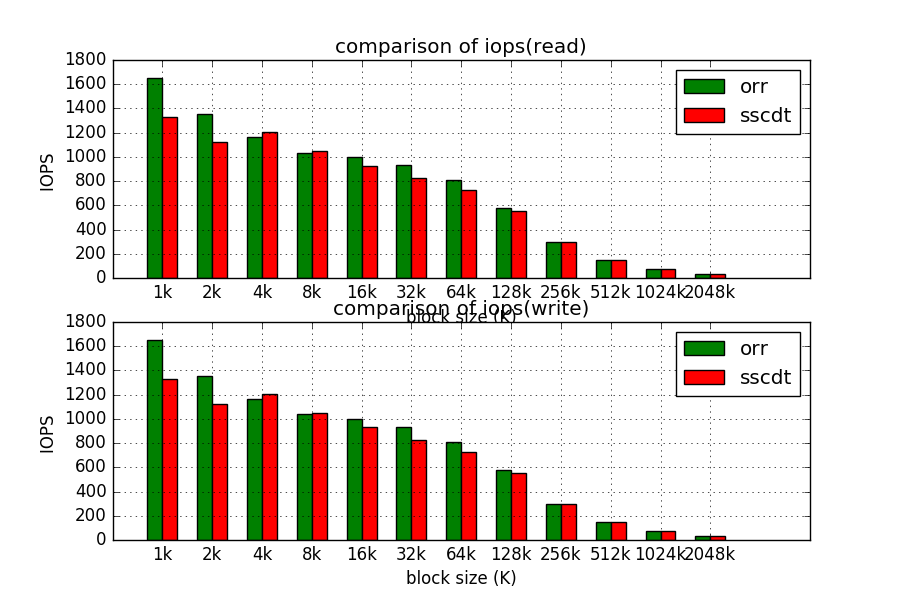 comparison of iops(read)
1800
1600
1400
1200
1000
800
600
400
200
0
IOPS
orr
sscdt
1k 2k 4k 8k 16k 32k 64k 128k 256k 512k 1024k 2048k
block size (K)
comparison of iops(write)
1800
1600
1400
1200
1000
800
600
400
200
0
IOPS
orr
sscdt
1k 2k 4k 8k 16k 32k 64k 128k 256k 512k 1024k 2048k
block size (K)